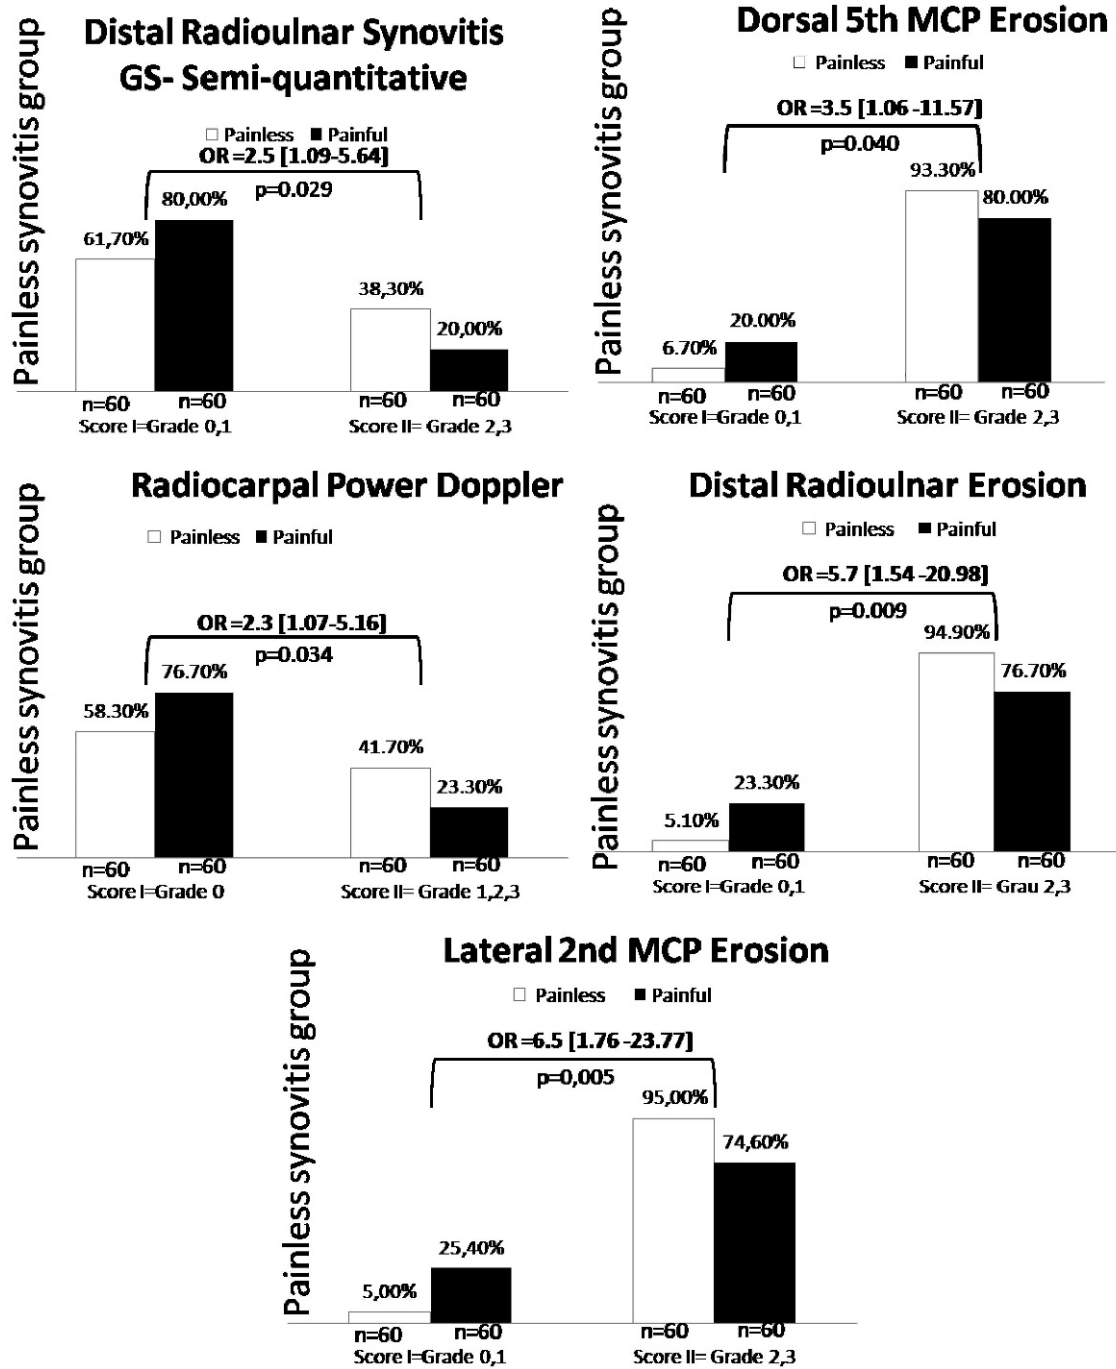 Distal Radioulnar Synovitis
GS- Semi-quantitative
Painless synovitis group
Painless Painful
OR =2.5 [1.09-5.64]
p=0.029
61,70%
80,00%
38,30%
20,00%
n=60 n=60 n=60 n=60
Score I=Grade 0,1 Score II= Grade 2,3
Dorsal 5th MCP Erosion
Painless synovitis group
Painless Painful
OR =3.5 [1.06 -11.57]
p=0.040
6.70%
20.00%
93.30%
80.00%
n=60 n=60 n=60 n=60
Score I=Grade 0,1 Score II= Grade 2,3
Radiocarpal Power Doppler
Painless synovitis group
Painless Painful
OR =2.3 [1.07-5.16]
p=0.034
58.30%
76.70%
41.70%
23.30%
n=60 n=60 n=60 n=60
Score I=Grade 0 Score II= Grade 1,2,3
Distal Radioulnar Erosion
Painless synovitis group
Painless Painful
OR =5.7 [1.54 -20.98]
p=0.009
5.10%
23.30%
94.90%
76.70%
n=60 n=60 n=60 n=60
Score I=Grade 0,1 Score II= Grau 2,3
Lateral 2nd MCP Erosion
Painless synovitis group
Painless Painful
OR =6.5 [1.76 -23.77]
p=0,005
5,00%
25,40%
95,00%
74,60%
n=60 n=60 n=60 n=60
Score I=Grade 0,1 Score II= Grade 2,3